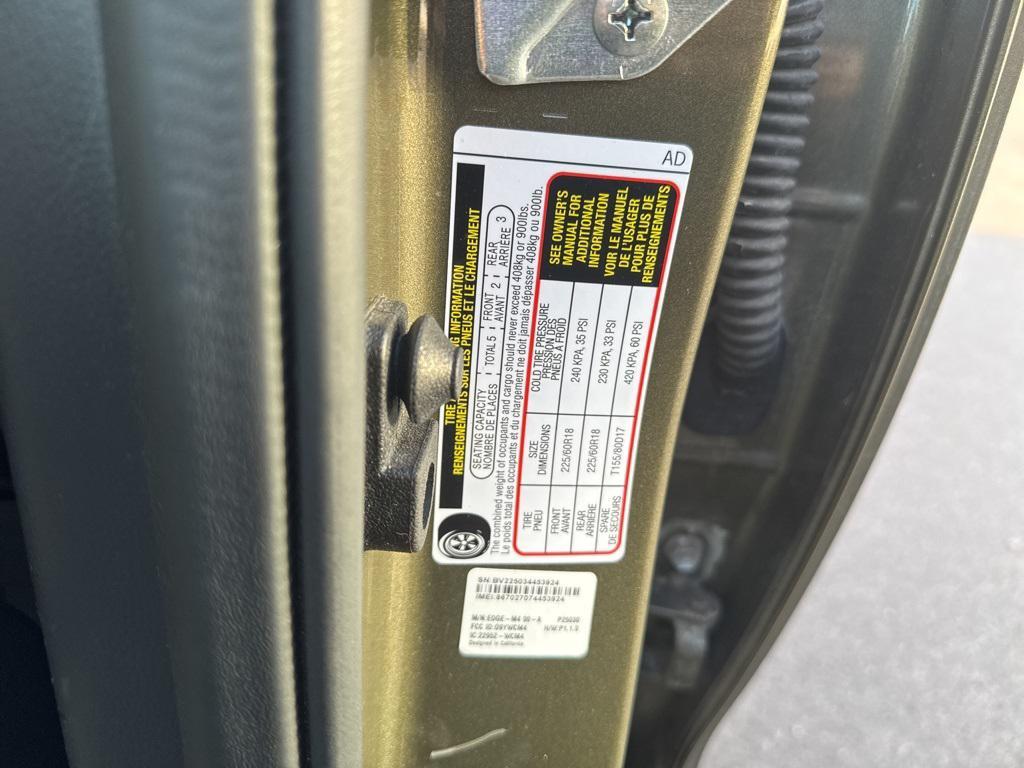 AD
TIRE
NG INFORMATION
RENSEIGNEMENTS SUR LES PNEUS ET LE CHARGEMENT
SEATING CAPACITY
NOMBRE DE PLACES
TOTAL 5
FRONT
AVANT 2
REAR
ARRIÈRE 3
The combined weight of occupants and cargo should never exceed 408kg or 900lbs.
Le poids total des occupants et du chargement ne doit jamais dépasser 408kg ou 900lb.
TIRE
PNEU
SIZE
DIMENSIONS
COLD TIRE PRESSURE
PRESSION DES
PNEUS A FROID
FRONT
AVANT
225/60R18
240 KPA, 35 PSI
REAR
ARRIÈRE
225/60R18
230 KPA, 33 PSI
SPARE
DE SECOURS
T155/80D17
420 KPA, 60 PSI
SEE OWNER'S
MANUAL FOR
ADDITIONAL
INFORMATION
VOIR LE MANUEL
DE L'USAGER
POUR PLUS DE
RENSEIGNEMENTS
SN: BV225034453924
IMEI: 867027074453924
M/N: EDGE-M4 00-A P25030
FCC ID: O9YWCM4 H/W: P1.1.0
IC: 2290Z-WCM4
Designed in California